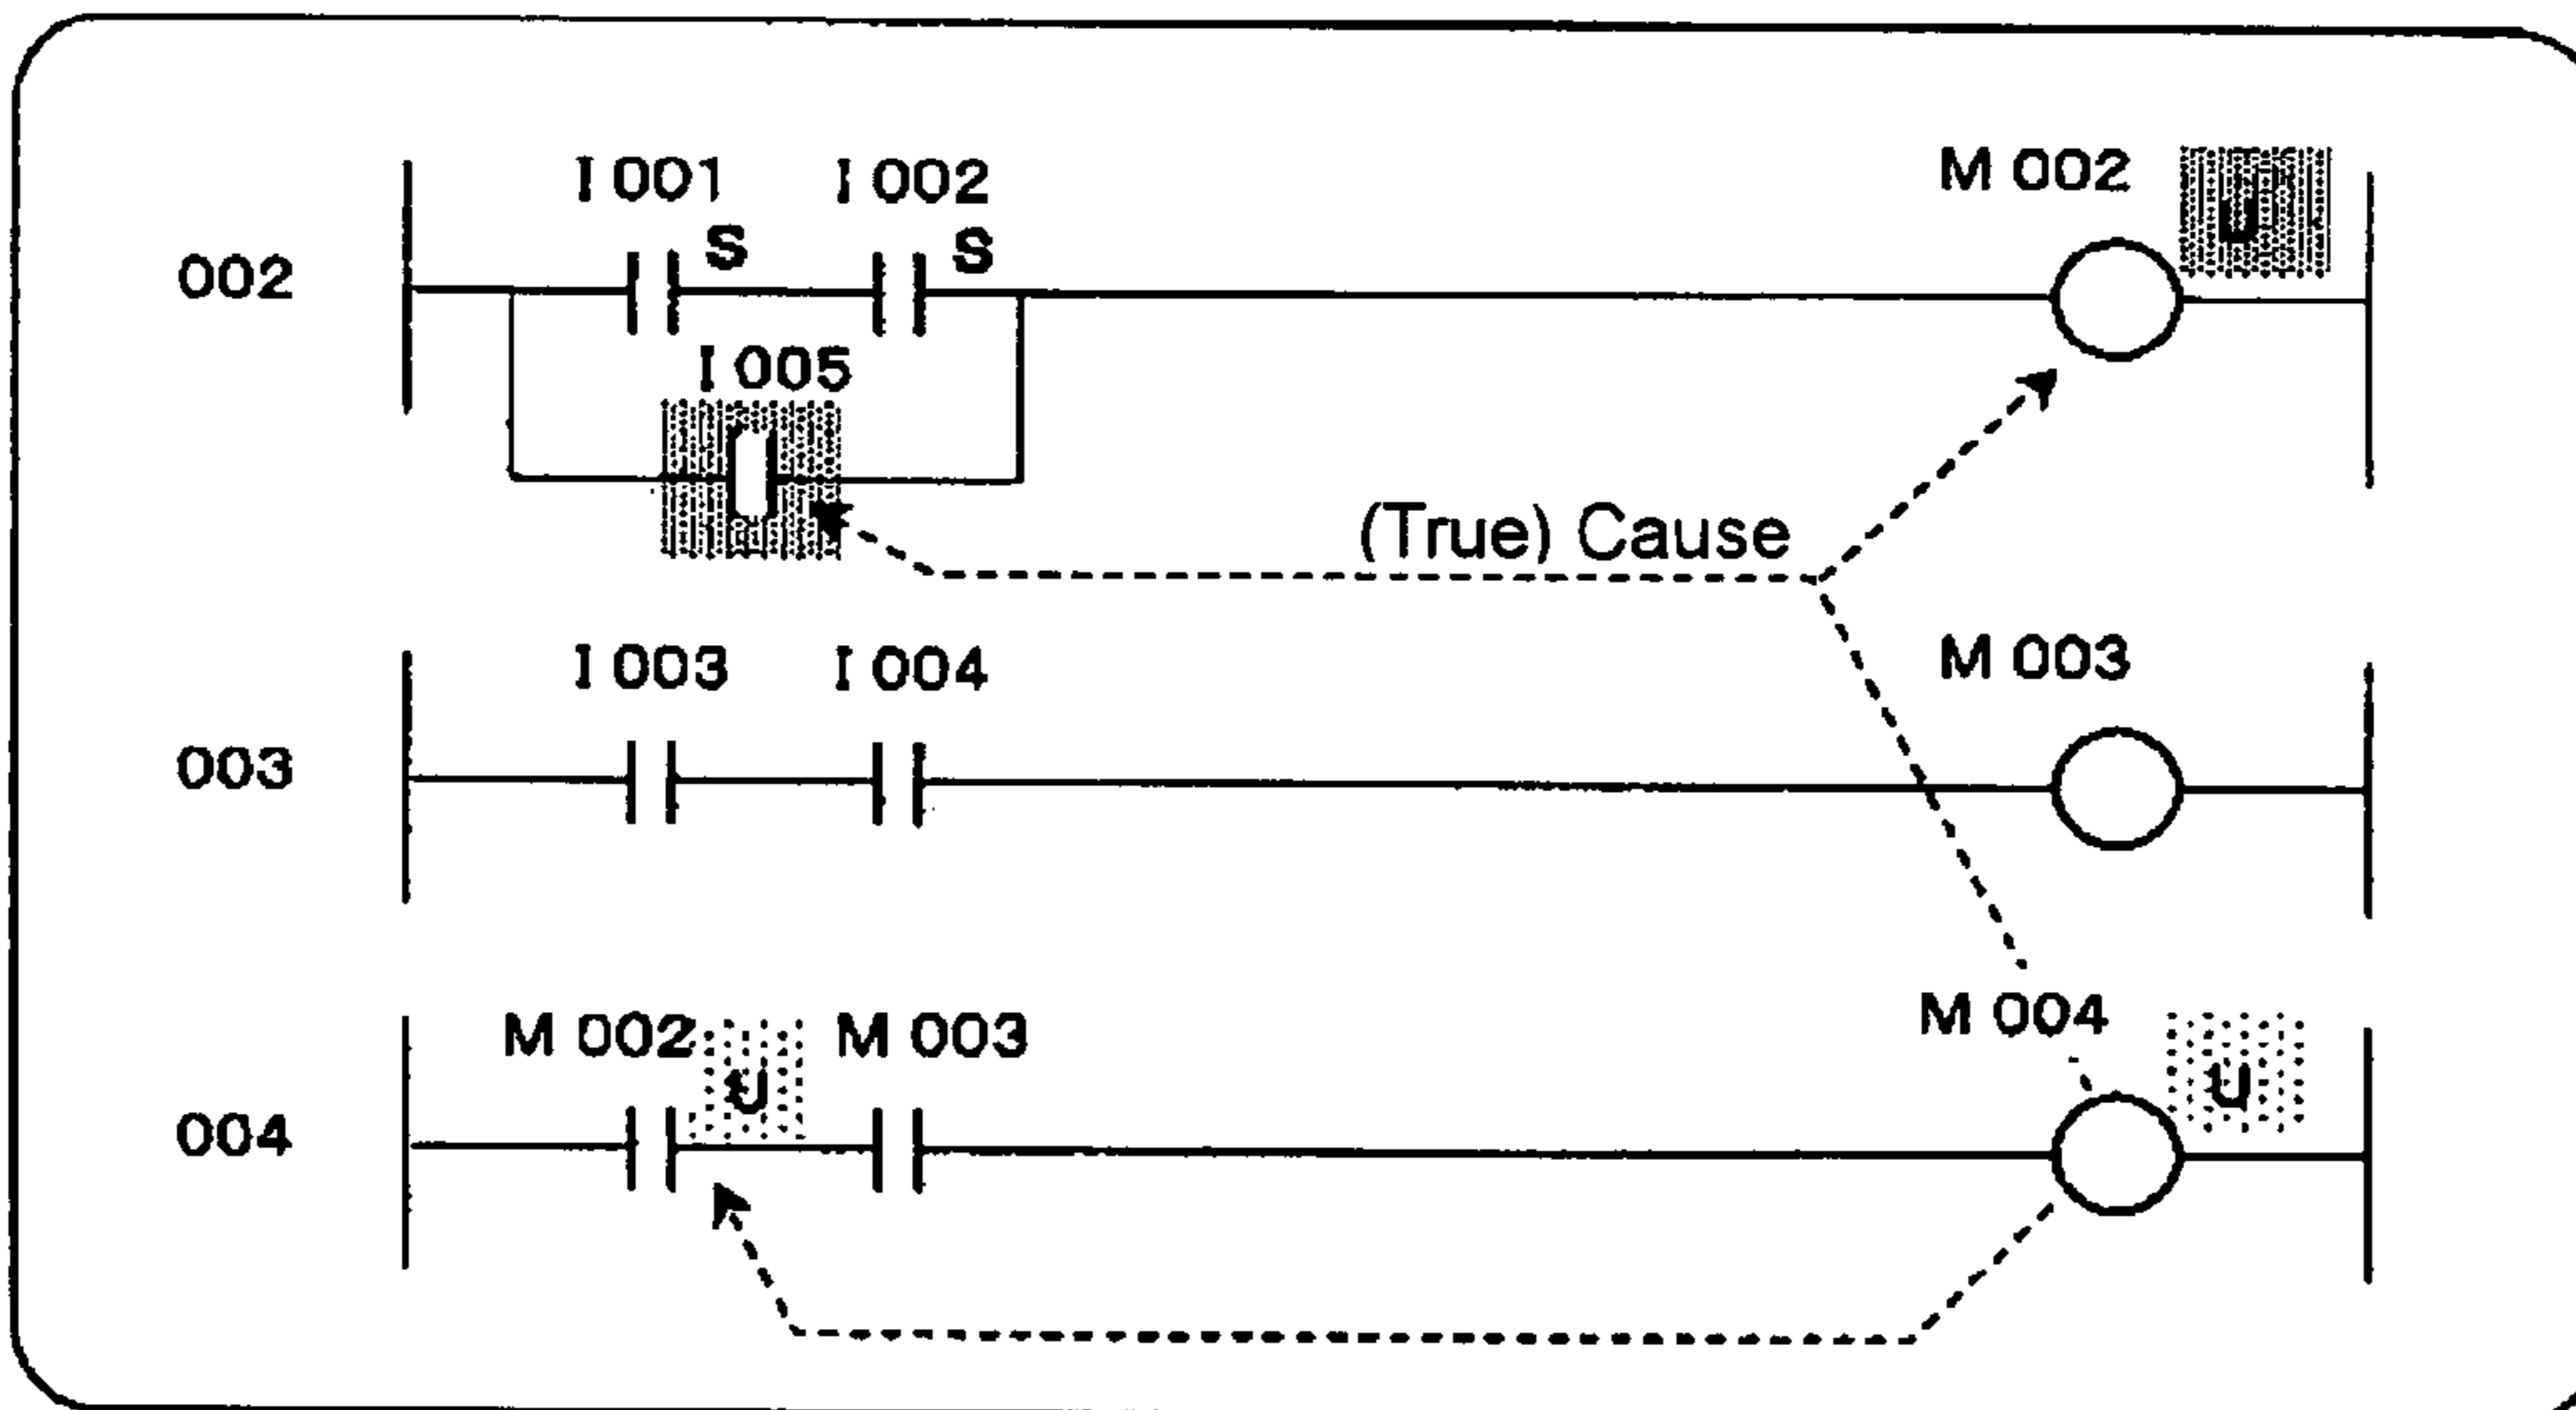 I 001 I 002 M 002 U
002 S S
I 005
(True) Cause
I 003 I 004 M 003
003
M 002 U M 003 M 004 U
004